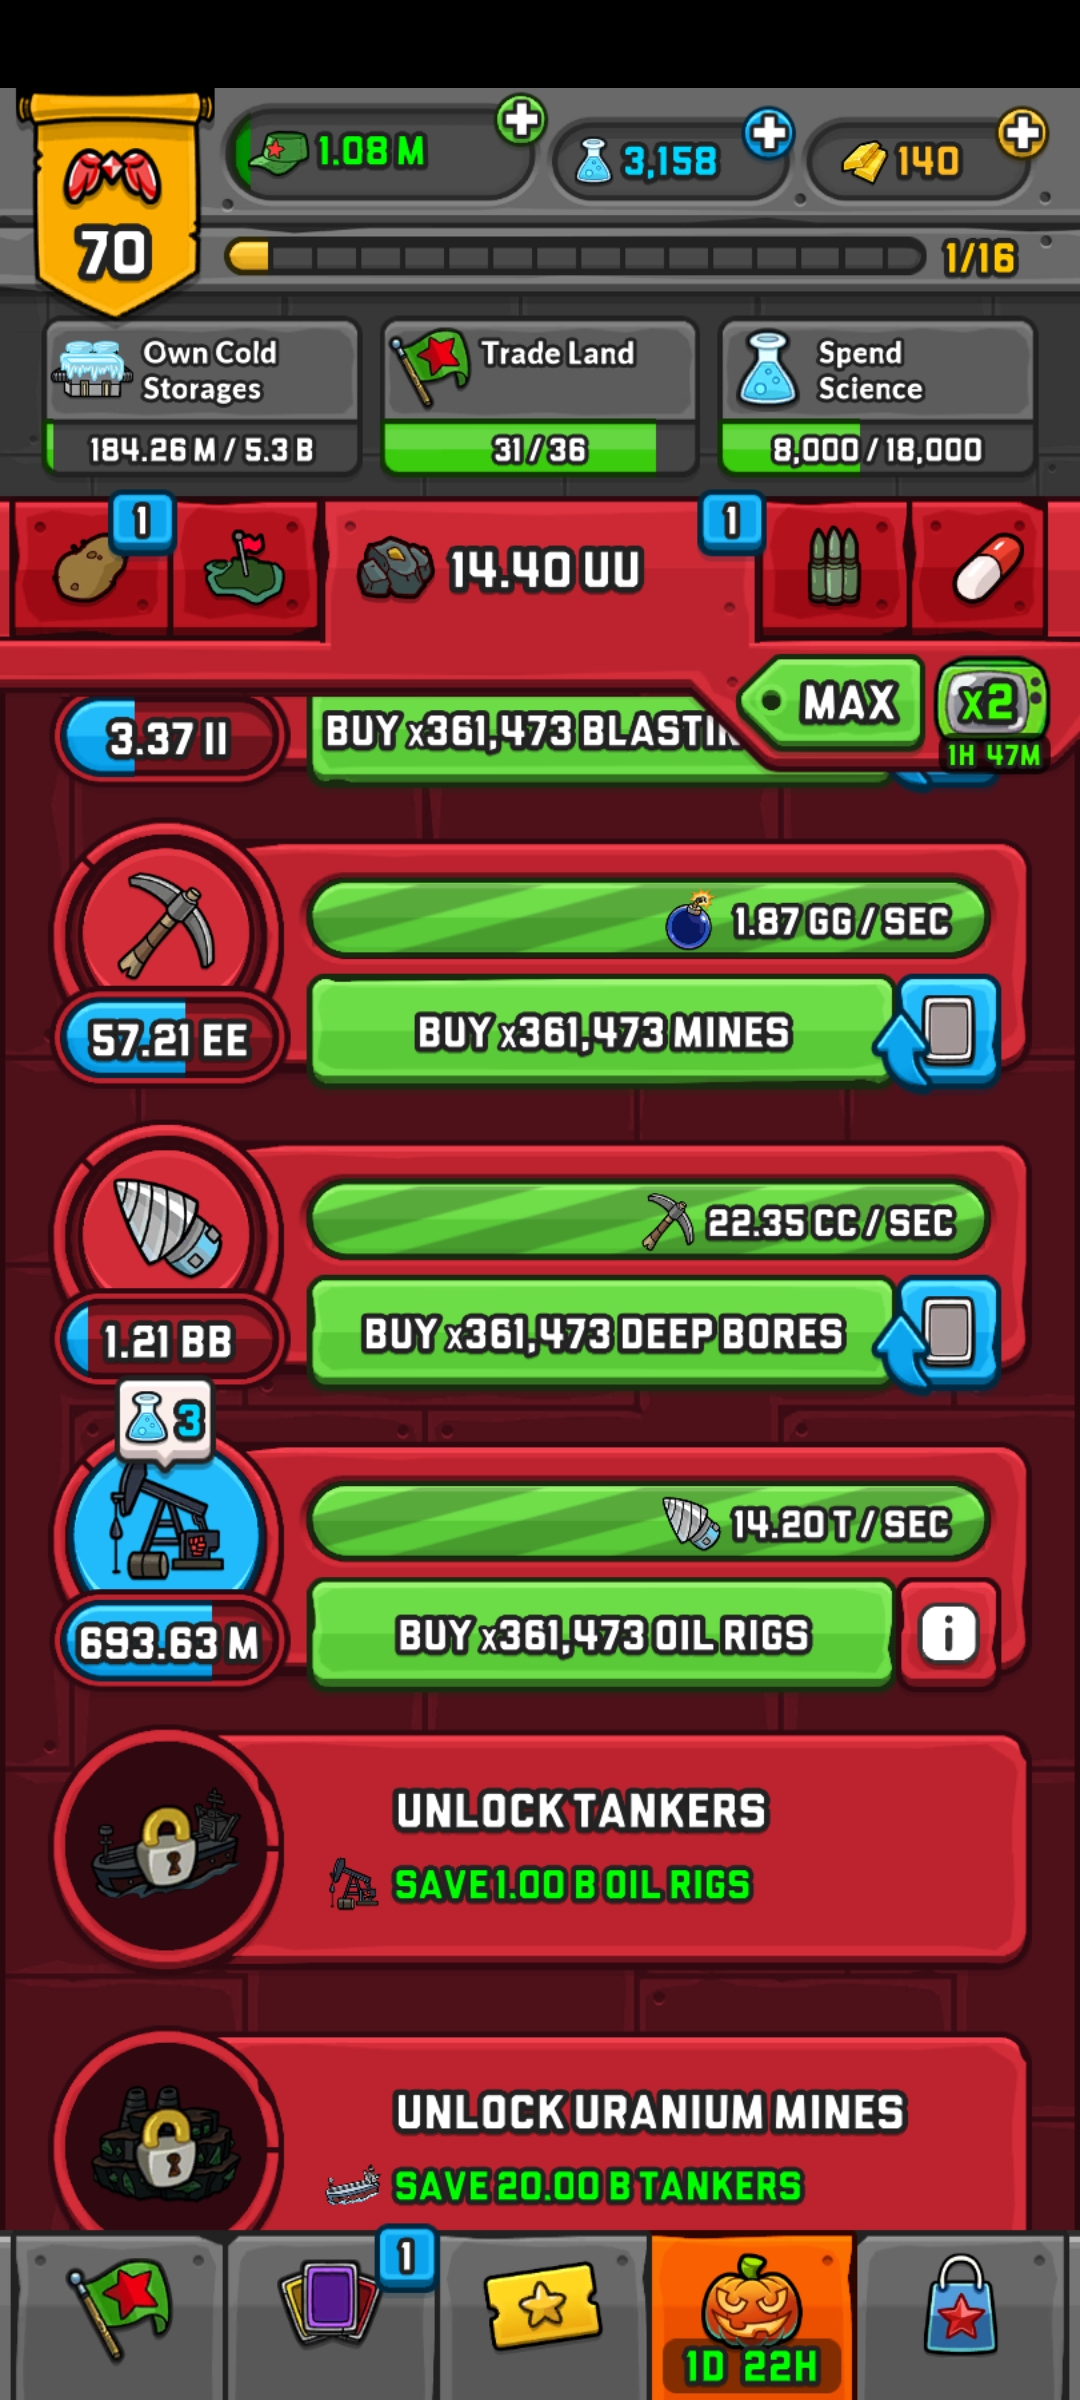 1.08 M
3,158
140
70
1/16
Own Cold
Storages
184.26 M / 5.3 B
Trade Land
31 / 36
Spend
Science
8,000 / 18,000
1
14.40 UU
1
MAX
x2
1H 47M
3.37 II
BUY x361,473
1.87 GG / SEC
57.21 EE
BUY x361,473 MINES
22.35 CC / SEC
1.21 BB
BUY x361,473 DEEP BORES
3
14.20 T / SEC
693.63 M
BUY x361,473 OIL RIGS
i
UNLOCK TANKERS
SAVE 1.00 B OIL RIGS
UNLOCK URANIUM MINES
SAVE 20.00 B TANKERS
1
1D 22H